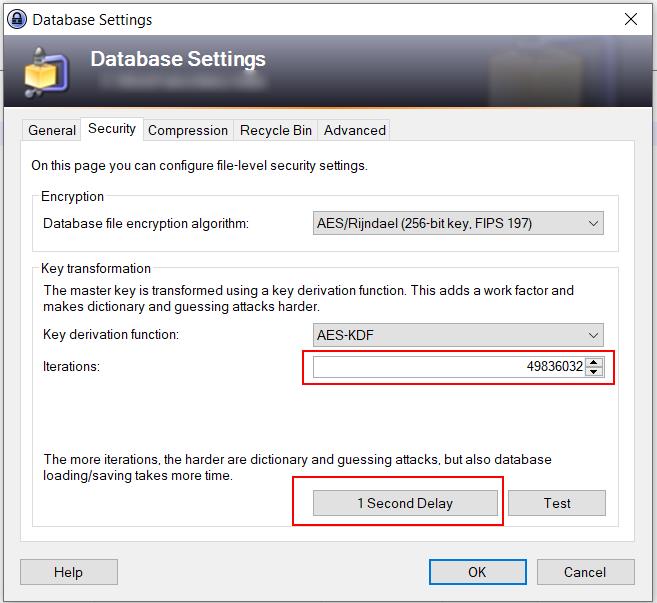 Database Settings
Database Settings
General Security Compression Recycle Bin Advanced
On this page you can configure file-level security settings.
Encryption
Database file encryption algorithm: AES/Rijndael (256-bit key, FIPS 197)
Key transformation
The master key is transformed using a key derivation function. This adds a work factor and
makes dictionary and guessing attacks harder.
Key derivation function: AES-KDF
Iterations: 49836032
The more iterations, the harder are dictionary and guessing attacks, but also database
loading/saving takes more time.
1 Second Delay Test
Help OK Cancel